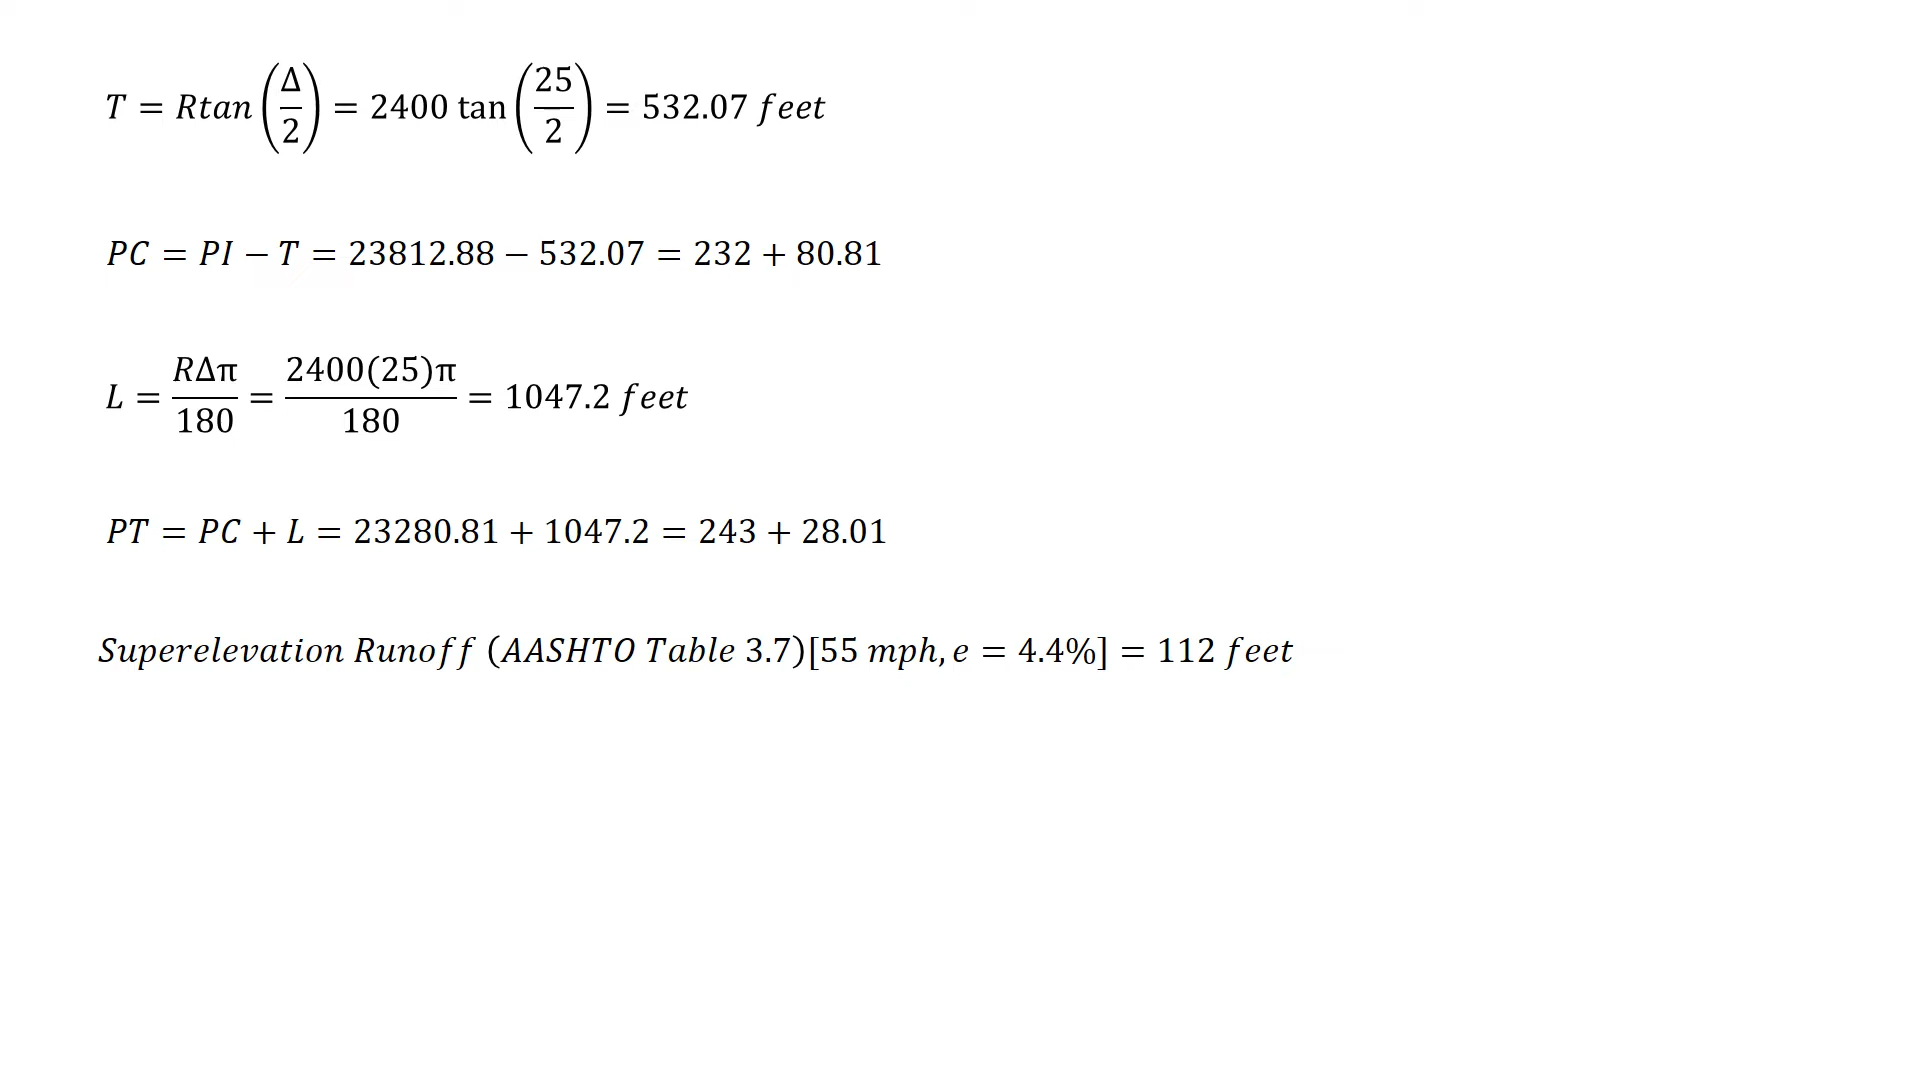 T = Rtan(Δ/2) = 2400 tan(25/2) = 532.07 feet
PC = PI − T = 23812.88 − 532.07 = 232 + 80.81
L = RΔπ/180 = 2400(25)π/180 = 1047.2 feet
PT = PC + L = 23280.81 + 1047.2 = 243 + 28.01
Superelevation Runoff (AASHTO Table 3.7)[55 mph, e = 4.4%] = 112 feet